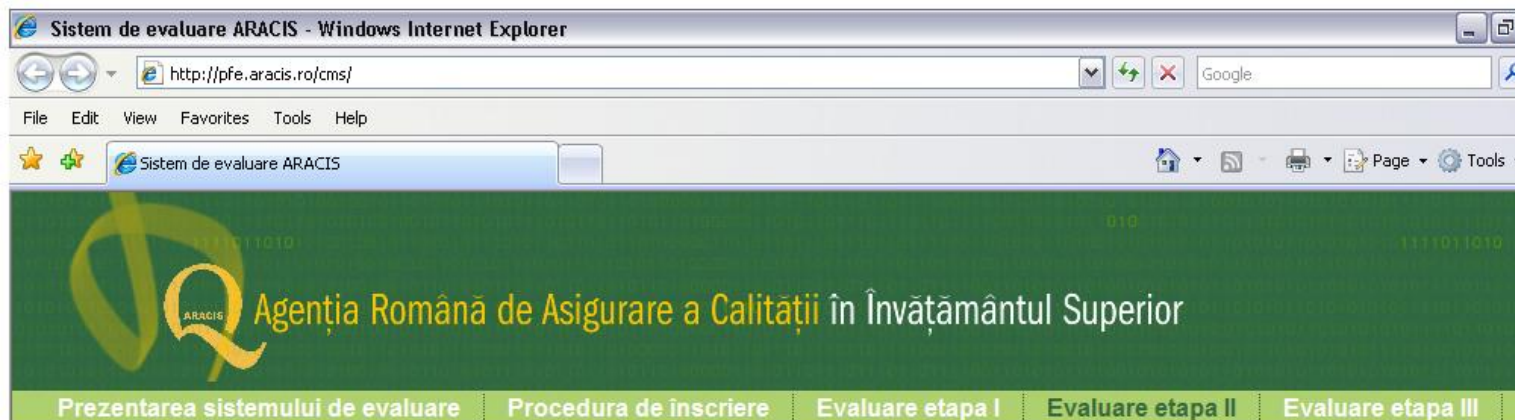 Sistem de evaluare ARACIS - Windows Internet Explorer
http://pfe.aracis.ro/cms/ Google
File Edit View Favorites Tools Help
Sistem de evaluare ARACIS Page Tools
010
1111011010 1111011010
ARACIS Agenția Română de Asigurare a Calității în Învățământul Superior
Prezentarea sistemului de evaluare Procedura de înscriere Evaluare etapa I Evaluare etapa II Evaluare etapa III